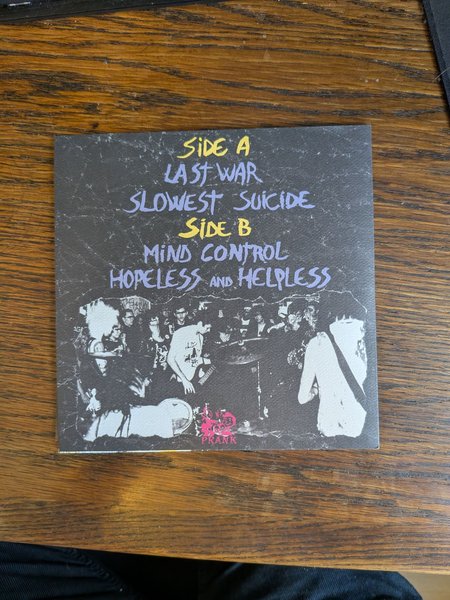 SiDE A
LAST WAR
SLOWEST SUiCiDE
SiDE B
MiND CONTROL
HOPELESS AND HELPLESS
PRANK